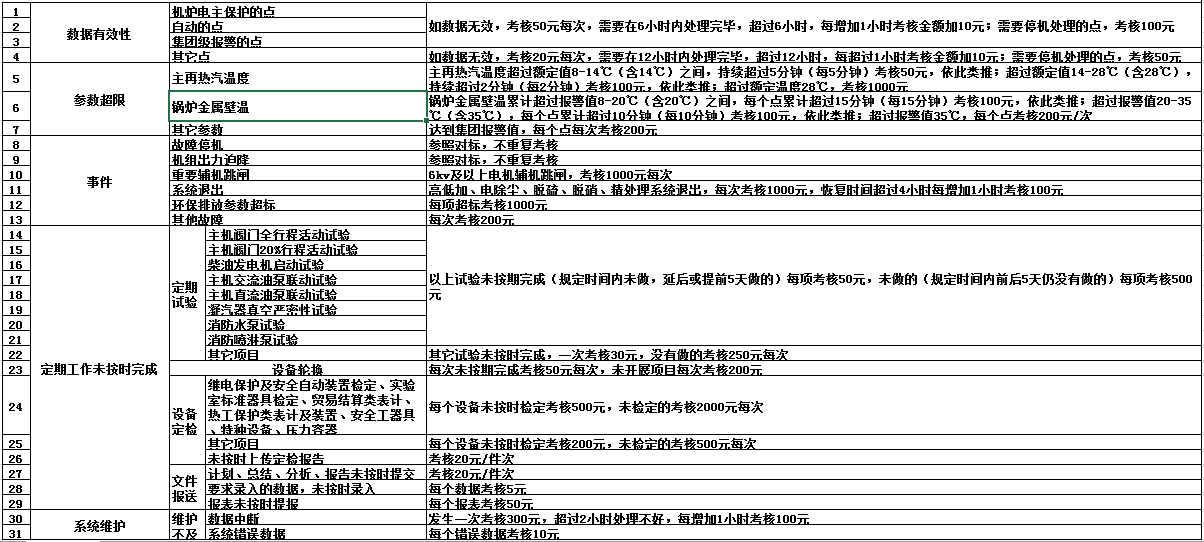 1 数据有效性 机炉电主保护的点 如数据无效，考核50元每次，需要在6小时内处理完毕，超过6小时，每增加1小时考核金额加10元；需要停机处理的点，考核100元
2 自动的点
3 集团级报警的点
4 其它点 如数据无效，考核20元每次，需要在12小时内处理完毕，超过12小时，每超过1小时考核金额加10元；需要停机处理的点，考核50元
5 参数超限 主再热汽温度 主再热汽温度超过额定值8-14℃（含14℃）之间，持续超过5分钟（每5分钟）考核50元，依此类推；超过额定值14-28℃（含28℃），
持续超过2分钟（每2分钟）考核100元，依此类推；超过额定温度28℃，考核1000元
6 锅炉金属壁温 锅炉金属壁温累计超过报警值8-20℃（含20℃）之间，每个点累计超过15分钟（每15分钟）考核100元，依此类推；超过报警值20-35
℃（含35℃），每个点累计超过10分钟（每10分钟）考核100元，依此类推；超过报警值35℃，每个点考核200元/次
7 其它参数 达到集团报警值，每个点每次考核200元
8 事件 故障停机 参照对标，不重复考核
9 机组出力迫降 参照对标，不重复考核
10 重要辅机跳闸 6kv及以上电机辅机跳闸，考核1000元每次
11 系统退出 高低加、电除尘、脱硫、脱硝、精处理系统退出，每次考核1000元，恢复时间超过4小时每增加1小时考核100元
12 环保排放参数超标 每项超标考核1000元
13 其他故障 每次考核200元
14 定期工作未按时完成 定期
试验 主机阀门全行程活动试验 以上试验未按期完成（规定时间内未做，延后或提前5天做的）每项考核50元，未做的（规定时间内前后5天仍没有做的）每项考核500
元
15 主机阀门20%行程活动试验
16 柴油发电机启动试验
17 主机交流油泵联动试验
18 主机直流油泵联动试验
19 凝汽器真空严密性试验
20 消防水泵试验
21 消防喷淋泵试验
22 其它项目 其它试验未按时完成，一次考核30元，没有做的考核250元每次
23 设备轮换 每次未按期完成考核50元每次，未开展项目每次考核200元
24 设备
定检 继电保护及安全自动装置检定、实验
室标准器具检定、贸易结算类表计、
热工保护类表计及装置、安全工器具
、特种设备、压力容器 每个设备未按时检定考核500元，未检定的考核2000元每次
25 其它项目 每个设备未按时检定考核200元，未检定的考核500元每次
26 未按时上传定检报告 考核20元/件次
27 文件
报送 计划、总结、分析、报告未按时提交 考核20元/件次
28 要求录入的数据，未按时录入 每个数据考核5元
29 报表未按时提报 每个报表考核50元
30 系统维护 维护
不及 数据中断 发生一次考核300元，超过2小时处理不好，每增加1小时考核100元
31 系统错误数据 每个错误数据考核10元